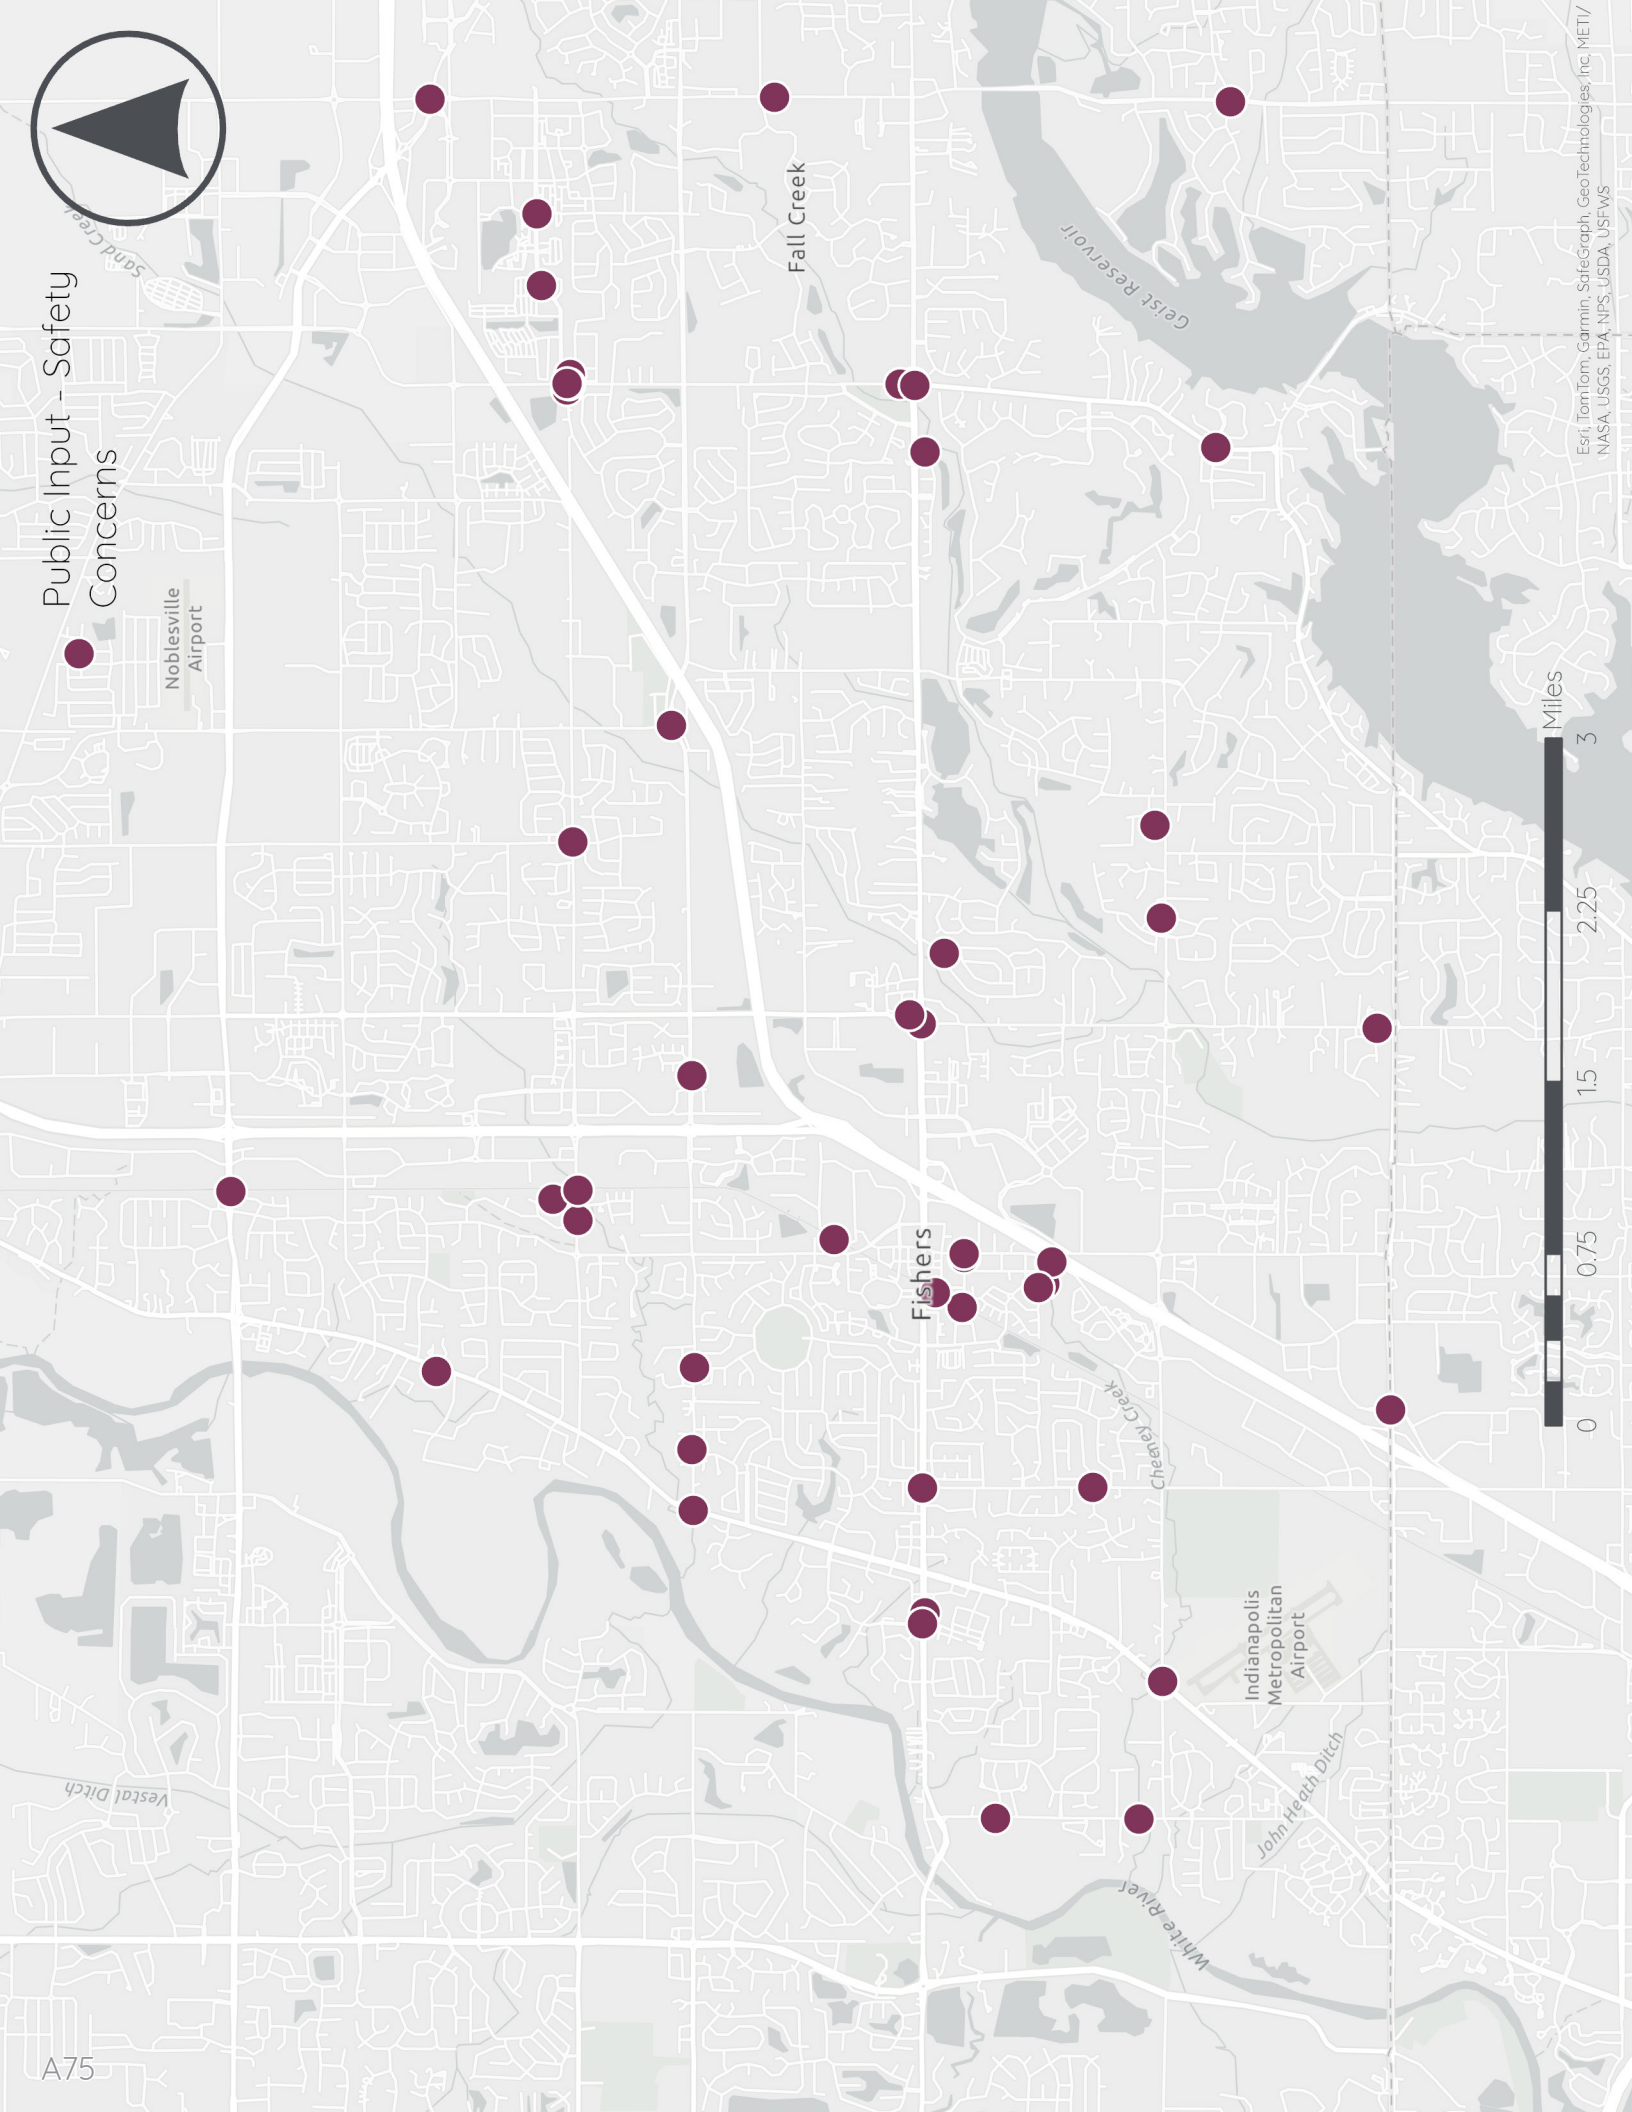 Public Input - Safety
Concerns
Sand Creek
Noblesville
Airport
Fall Creek
Geist Reservoir
Fishers
Cheeney Creek
Indianapolis
Metropolitan
Airport
John Heath Ditch
Vestal Ditch
White River
0 0.75 1.5 2.25 3
Miles
Esri, TomTom, Garmin, SafeGraph, GeoTechnologies, Inc, METI/
NASA, USGS, EPA, NPS, USDA, USFWS
A75